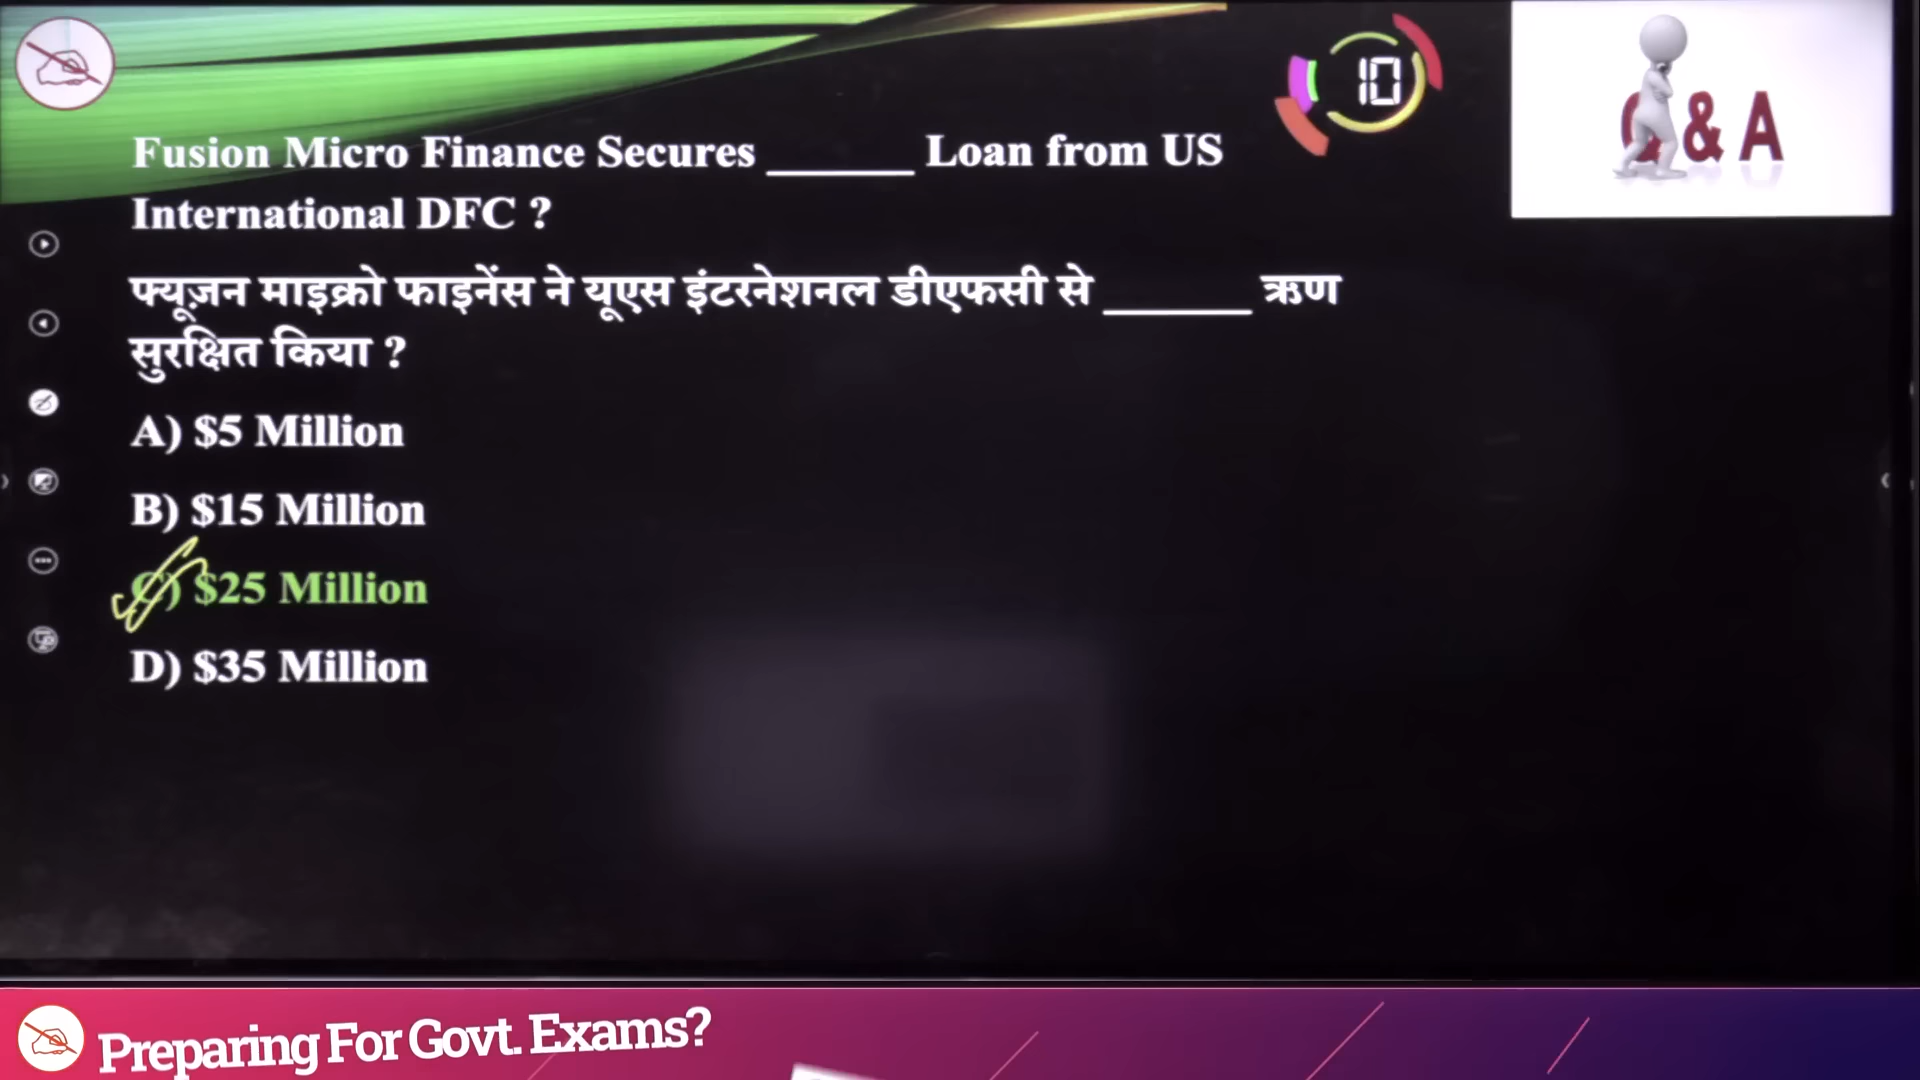 Fusion Micro Finance Secures ______ Loan from US
International DFC ?
फ्यूज़न माइक्रो फाइनेंस ने यूएस इंटरनेशनल डीएफसी से ______ ऋण
सुरक्षित किया ?
A) $5 Million
B) $15 Million
C) $25 Million
D) $35 Million
10
Q & A
Preparing For Govt. Exams?